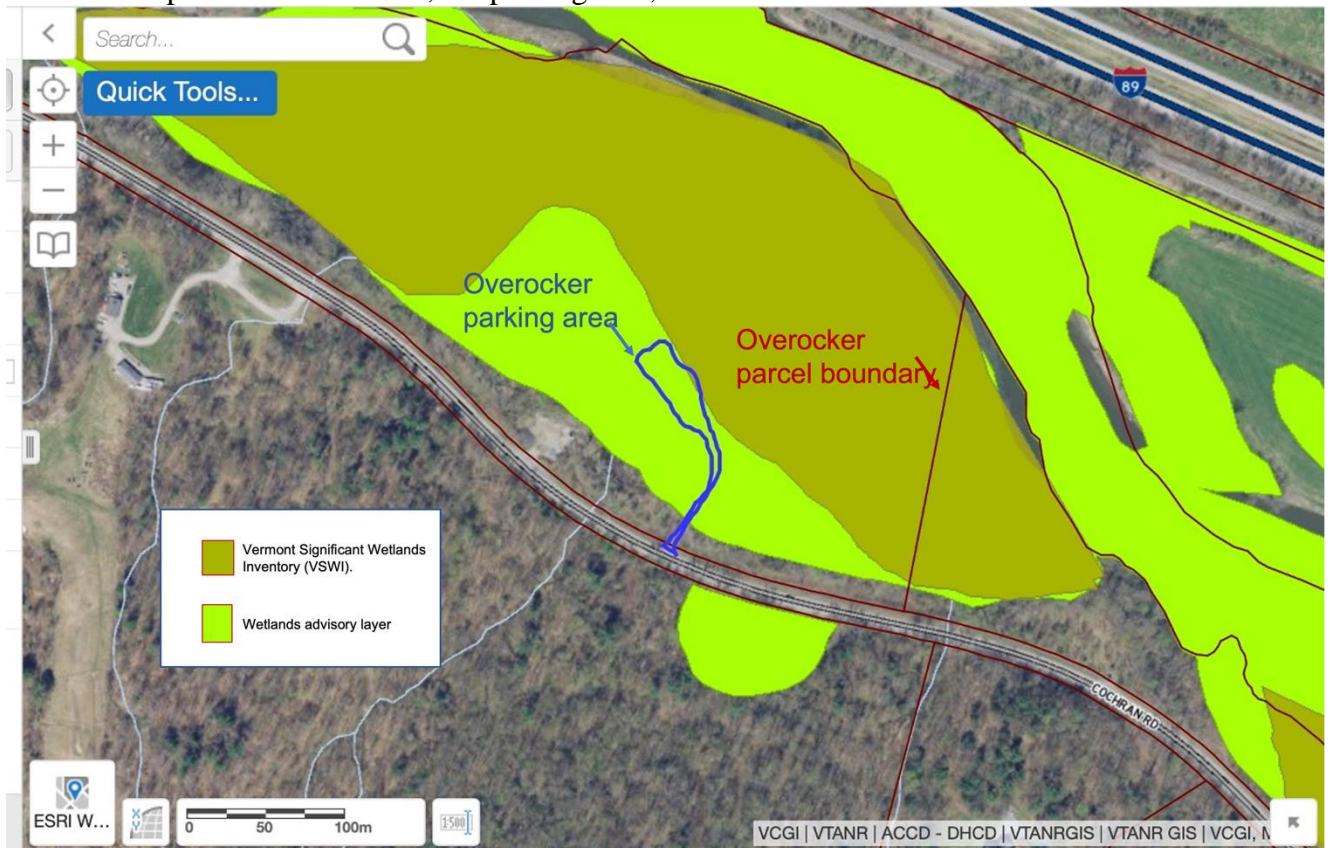 Search...
Quick Tools...
89
Overocker
parking area
Overocker
parcel boundary
Vermont Significant Wetlands
Inventory (VSWI).
Wetlands advisory layer
COCHRAN RD
ESRI W...
X
Y
0 50 100m
1:500
VCGI | VTANR | ACCD - DHCD | VTANRGIS | VTANR GIS | VCGI,